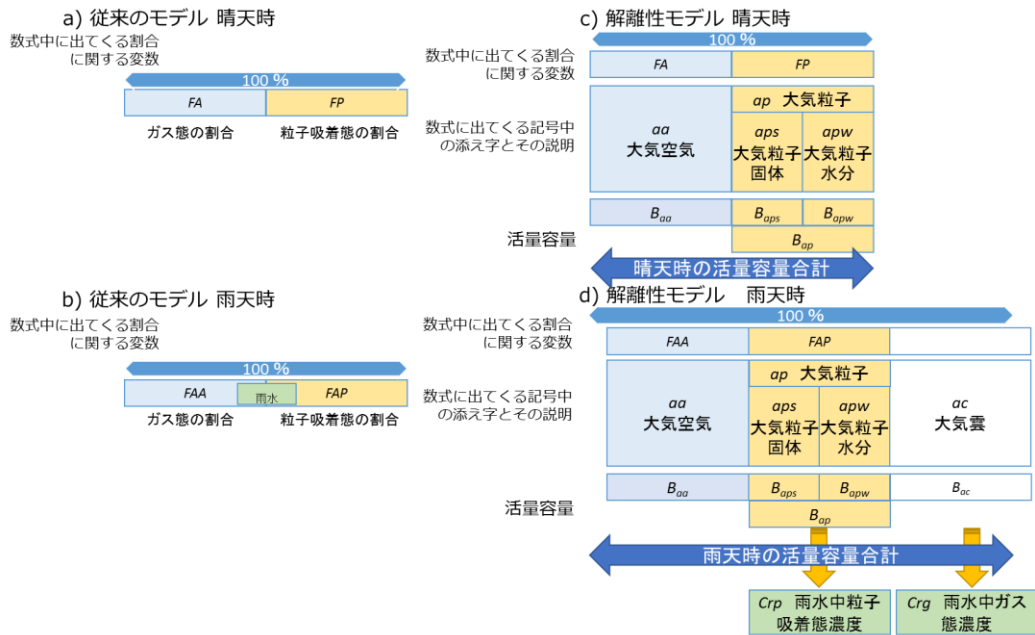 a) 従来のモデル 晴天時
数式中に出てくる割合
に関する変数
100 %
FA
FP
ガス態の割合
粒子吸着態の割合
b) 従来のモデル 雨天時
数式中に出てくる割合
に関する変数
100 %
FAA
雨水
FAP
ガス態の割合
粒子吸着態の割合
c) 解離性モデル 晴天時
100 %
数式中に出てくる割合
に関する変数
FA
FP
数式に出てくる記号中
の添え字とその説明
aa
大気空気
ap 大気粒子
aps
大気粒子
固体
apw
大気粒子
水分
活量容量
Baa
Baps
Bapw
Bap
晴天時の活量容量合計
d) 解離性モデル 雨天時
100 %
数式中に出てくる割合
に関する変数
FAA
FAP
数式に出てくる記号中
の添え字とその説明
aa
大気空気
ap 大気粒子
aps
大気粒子
固体
apw
大気粒子
水分
ac
大気雲
活量容量
Baa
Baps
Bapw
Bac
Bap
雨天時の活量容量合計
Crp 雨水中粒子
吸着態濃度
Crg 雨水中ガス
態濃度